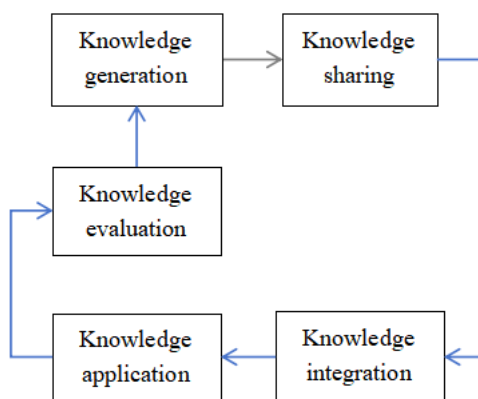 Knowledge
generation
Knowledge
sharing
Knowledge
evaluation
Knowledge
application
Knowledge
integration